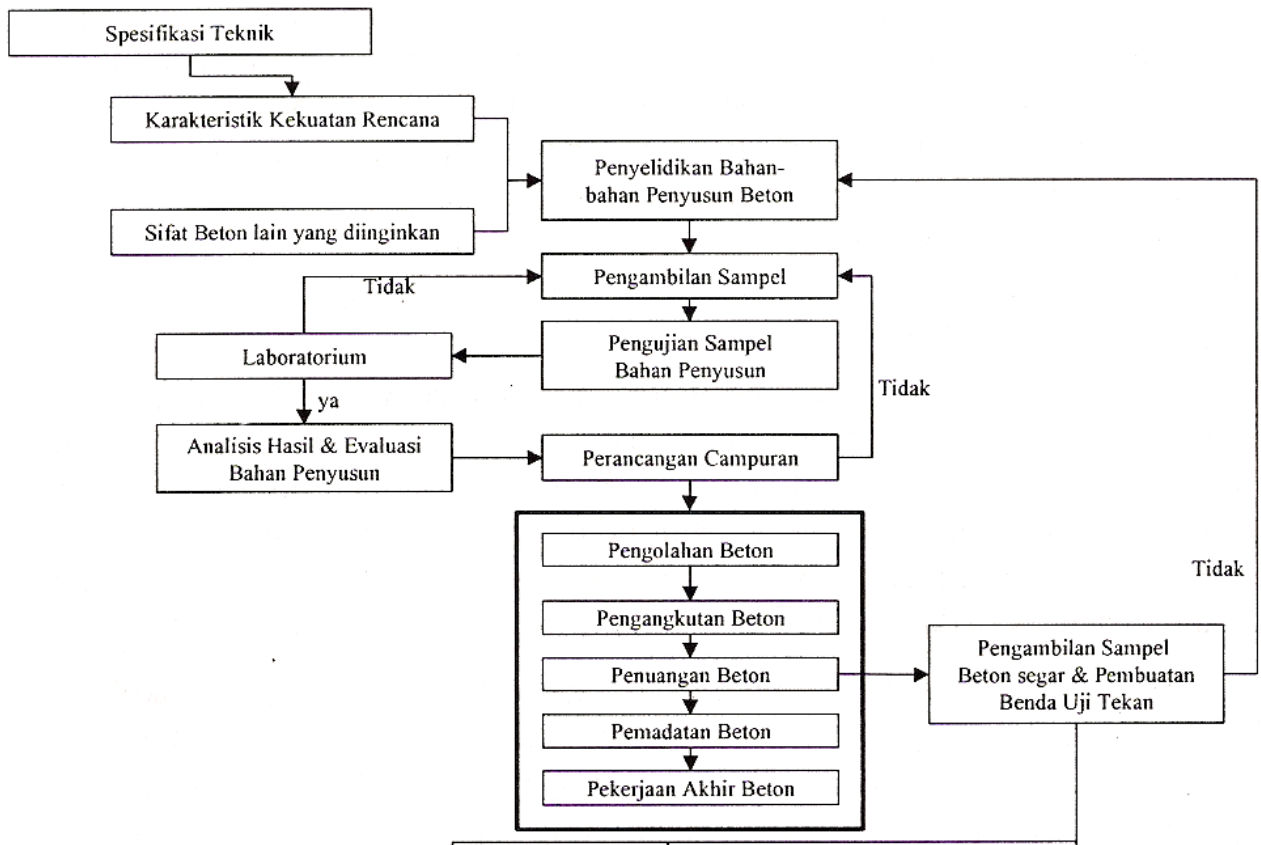 Spesifikasi Teknik
Karakteristik Kekuatan Rencana
Sifat Beton lain yang diinginkan
Penyelidikan Bahan-
bahan Penyusun Beton
Pengambilan Sampel
Tidak
Pengujian Sampel
Bahan Penyusun
Laboratorium
Tidak
ya
Analisis Hasil & Evaluasi
Bahan Penyusun
Perancangan Campuran
Pengolahan Beton
Pengangkutan Beton
Penuangan Beton
Pemadatan Beton
Pekerjaan Akhir Beton
Tidak
Pengambilan Sampel
Beton segar & Pembuatan
Benda Uji Tekan